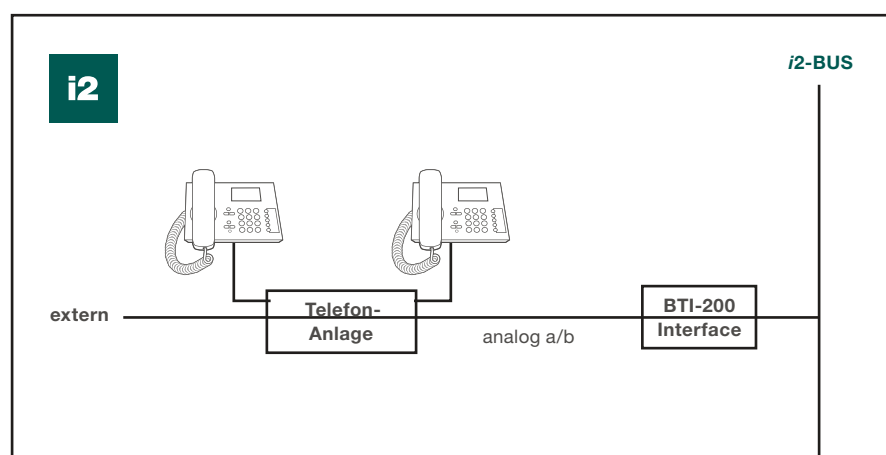 i2
i2-BUS
extern
Telefon-
Anlage
analog a/b
BTI-200
Interface